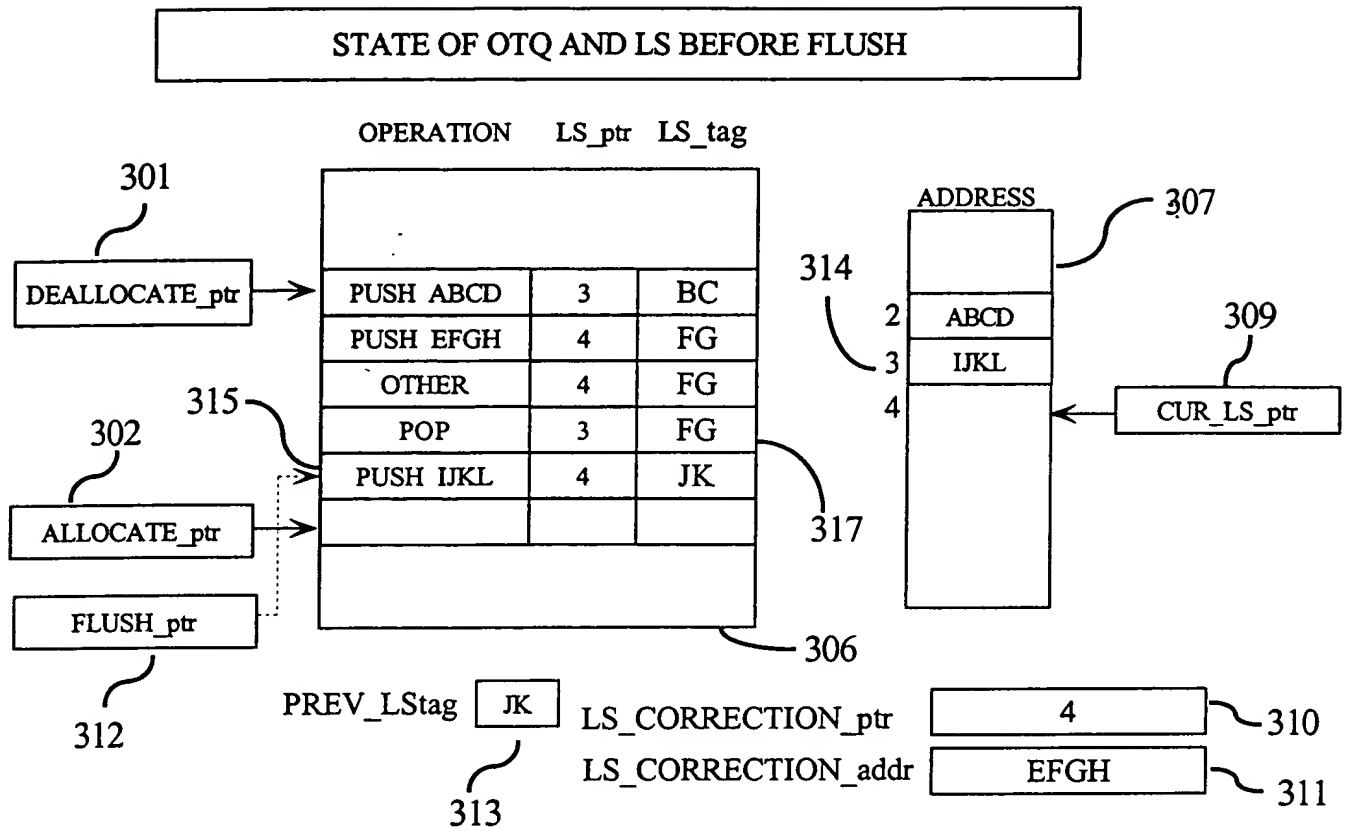 STATE OF OTQ AND LS BEFORE FLUSH
OPERATION LS_ptr LS_tag
301
ADDRESS
307
DEALLOCATE_ptr
PUSH ABCD 3 BC
314
2 ABCD
309
PUSH EFGH 4 FG
3 IJKL
OTHER 4 FG
315
4
CUR_LS_ptr
302
POP 3 FG
PUSH IJKL 4 JK
317
ALLOCATE_ptr
FLUSH_ptr
306
312
PREV_LStag JK
LS_CORRECTION_ptr 4
310
LS_CORRECTION_addr EFGH
311
313